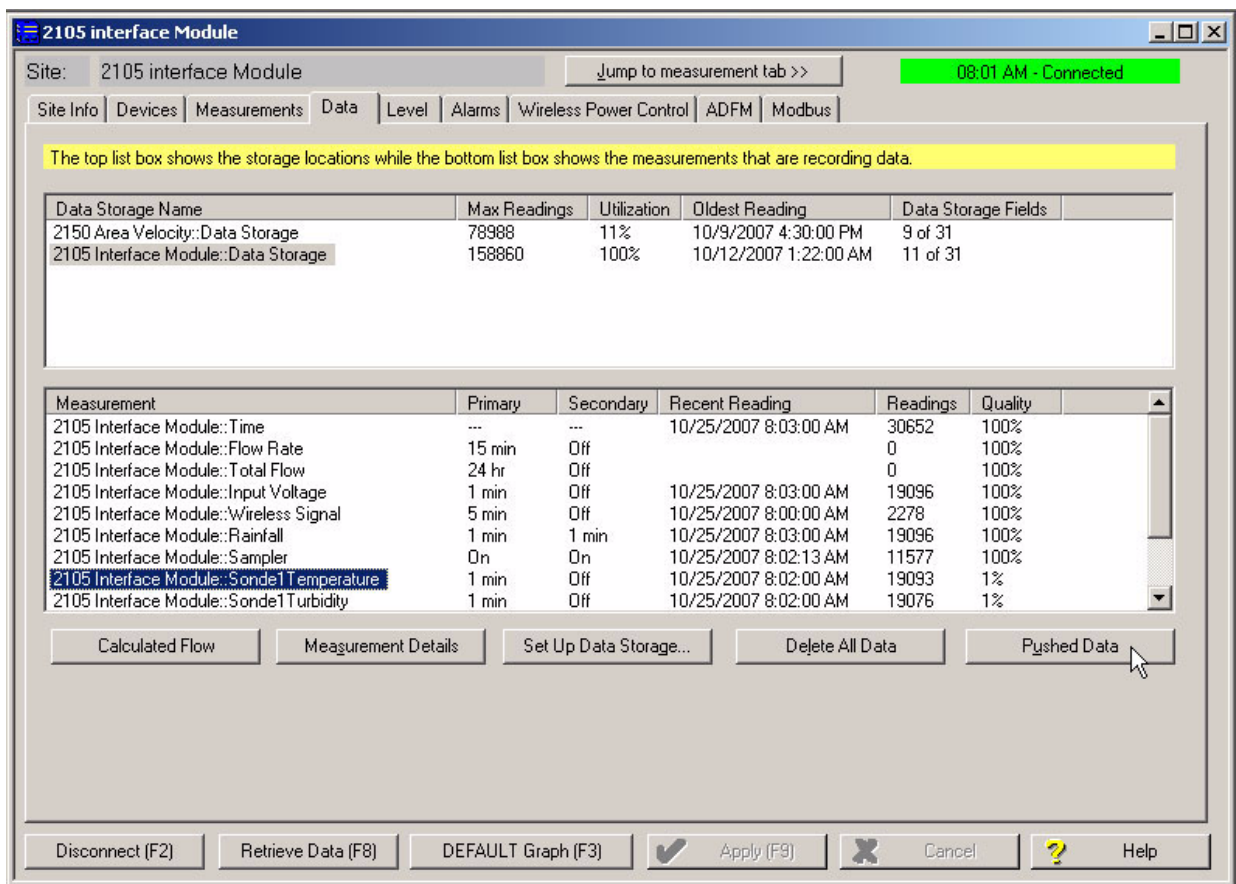 2105 interface Module
Site: 2105 interface Module Jump to measurement tab >> 08:01 AM - Connected
Site Info Devices Measurements Data Level Alarms Wireless Power Control ADFM Modbus
The top list box shows the storage locations while the bottom list box shows the measurements that are recording data.
Data Storage Name Max Readings Utilization Oldest Reading Data Storage Fields
2150 Area Velocity::Data Storage 78988 11% 10/9/2007 4:30:00 PM 9 of 31
2105 Interface Module::Data Storage 158860 100% 10/12/2007 1:22:00 AM 11 of 31
Measurement Primary Secondary Recent Reading Readings Quality
2105 Interface Module::Time --- --- 10/25/2007 8:03:00 AM 30652 100%
2105 Interface Module::Flow Rate 15 min Off 0 100%
2105 Interface Module::Total Flow 24 hr Off 0 100%
2105 Interface Module::Input Voltage 1 min Off 10/25/2007 8:03:00 AM 19096 100%
2105 Interface Module::Wireless Signal 5 min Off 10/25/2007 8:00:00 AM 2278 100%
2105 Interface Module::Rainfall 1 min 1 min 10/25/2007 8:03:00 AM 19096 100%
2105 Interface Module::Sampler On On 10/25/2007 8:02:13 AM 11577 100%
2105 Interface Module::Sonde1Temperature 1 min Off 10/25/2007 8:02:00 AM 19093 1%
2105 Interface Module::Sonde1Turbidity 1 min Off 10/25/2007 8:02:00 AM 19076 1%
Calculated Flow Measurement Details Set Up Data Storage... Delete All Data Pushed Data
Disconnect (F2) Retrieve Data (F8) DEFAULT Graph (F3) Apply (F9) Cancel Help